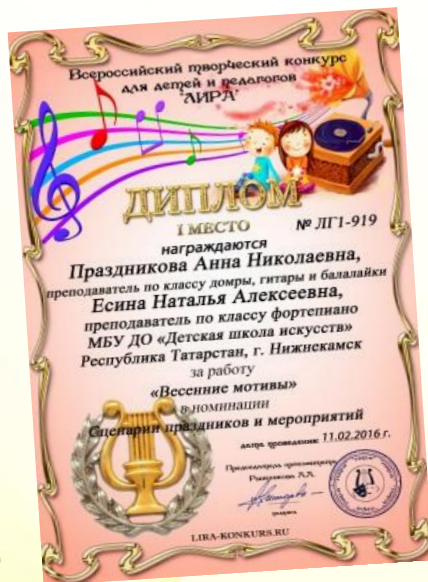 Всероссийский творческий конкурс
для детей и педагогов
"ЛИРА"
ДИПЛОМ
I МЕСТО
№ ЛГ1-919
награждаются
Праздникова Анна Николаевна,
преподаватель по классу домры, гитары и балалайки
Есина Наталья Алексеевна,
преподаватель по классу фортепиано
МБУ ДО «Детская школа искусств»
Республика Татарстан, г. Нижнекамск
за работу
«Весенние мотивы»
в номинации
Сценарии праздников и мероприятий
дата проведения: 11.02.2016 г.
Председатель оргкомитета
подпись
LIRA-KONKURS.RU